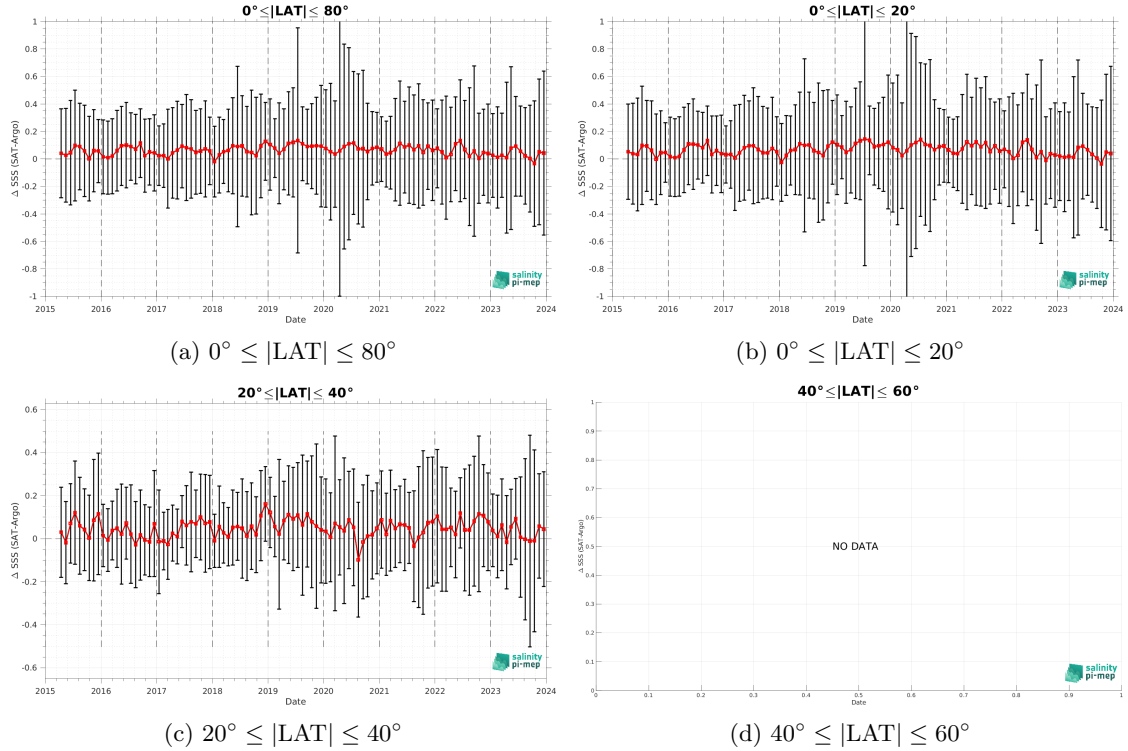 0°≤|LAT|≤ 80°
1
0.8
0.6
0.4
0.2
0
-0.2
-0.4
-0.6
-0.8
-1
Δ SSS (SAT-Argo)
2015 2016 2017 2018 2019 2020 2021 2022 2023 2024
Date
salinity
pi-mep
(a) 0° ≤ |LAT| ≤ 80°
0°≤|LAT|≤ 20°
1
0.8
0.6
0.4
0.2
0
-0.2
-0.4
-0.6
-0.8
-1
Δ SSS (SAT-Argo)
2015 2016 2017 2018 2019 2020 2021 2022 2023 2024
Date
salinity
pi-mep
(b) 0° ≤ |LAT| ≤ 20°
20°≤|LAT|≤ 40°
0.6
0.4
0.2
0
-0.2
-0.4
-0.6
Δ SSS (SAT-Argo)
2015 2016 2017 2018 2019 2020 2021 2022 2023 2024
Date
salinity
pi-mep
(c) 20° ≤ |LAT| ≤ 40°
40°≤|LAT|≤ 60°
1
0.9
0.8
0.7
0.6
0.5
0.4
0.3
0.2
0.1
0
Δ SSS (SAT-Argo)
NO DATA
0 0.1 0.2 0.3 0.4 0.5 0.6 0.7 0.8 0.9 1
Date
salinity
pi-mep
(d) 40° ≤ |LAT| ≤ 60°